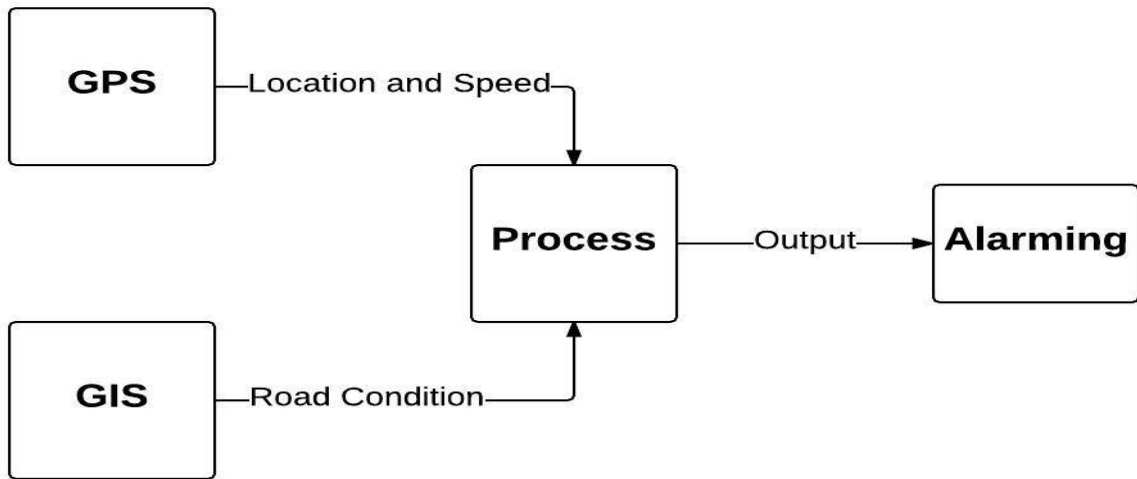 GPS
Location and Speed
Process
Output
Alarming
GIS
Road Condition